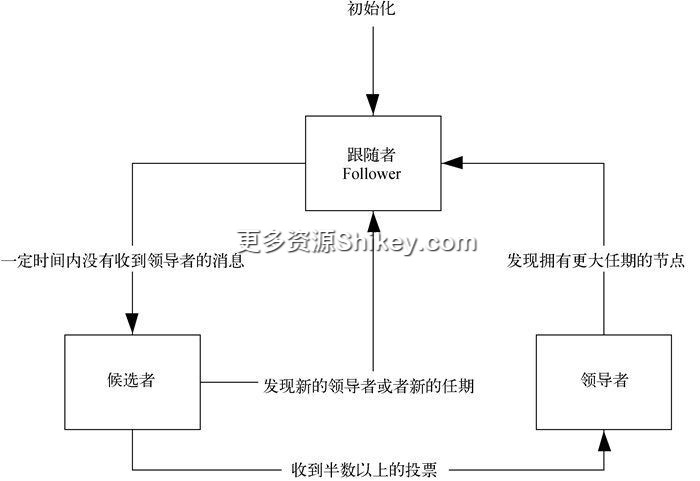 初始化
跟随者
Follower
更多资源Shikey.com
一定时间内没有收到领导者的消息
发现拥有更大任期的节点
候选者
发现新的领导者或者新的任期
领导者
收到半数以上的投票